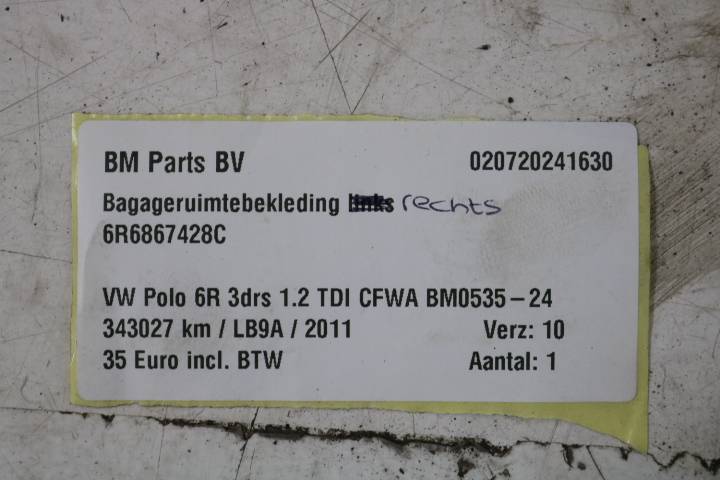 BM Parts BV 020720241630
Bagageruimtebekleding links rechts
6R6867428C
VW Polo 6R 3drs 1.2 TDI CFWA BM0535-24
343027 km / LB9A / 2011 Verz: 10
35 Euro incl. BTW Aantal: 1